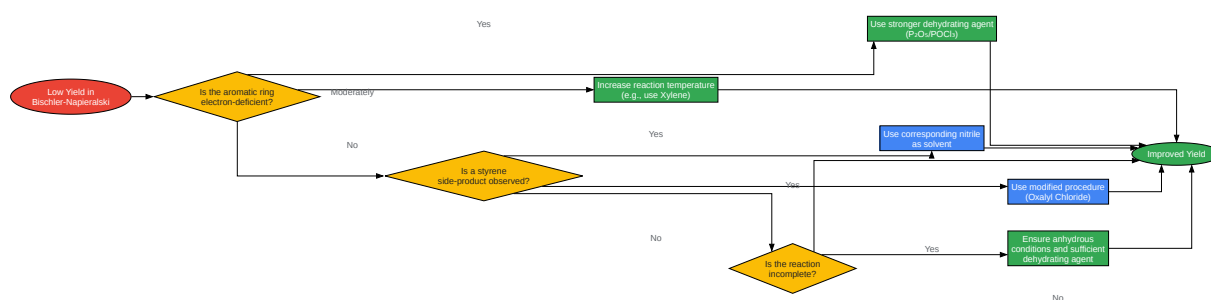 Yes
Use stronger dehydrating agent
(P₂O₅/POCl₃)
Low Yield in
Bischler-Napieralski
Is the aromatic ring
electron-deficient?
Moderately
Increase reaction temperature
(e.g., use Xylene)
No
Yes
Use corresponding nitrile
as solvent
Improved Yield
Is a styrene
side-product observed?
Yes
Use modified procedure
(Oxalyl Chloride)
No
Is the reaction
incomplete?
Yes
Ensure anhydrous
conditions and sufficient
dehydrating agent
No